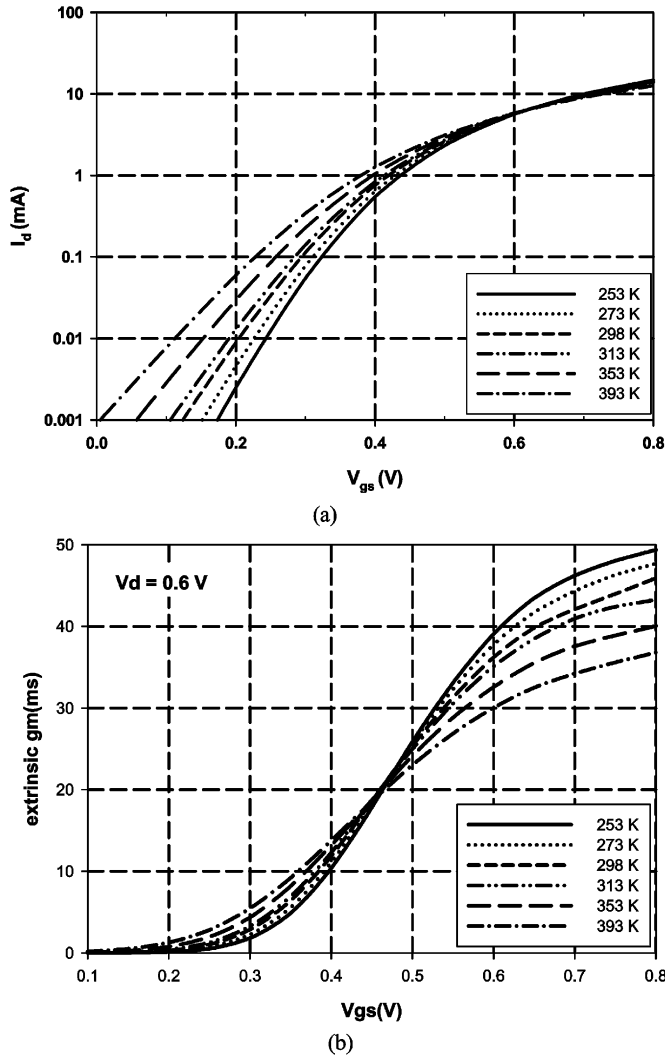 100
10
1
0.1
0.01
0.001
I_d (mA)
253 K
273 K
298 K
313 K
353 K
393 K
0.0 0.2 0.4 0.6 0.8
V_gs (V)
(a)
50
40
30
20
10
0
extrinsic gm(ms)
Vd = 0.6 V
253 K
273 K
298 K
313 K
353 K
393 K
0.1 0.2 0.3 0.4 0.5 0.6 0.7 0.8
Vgs(V)
(b)